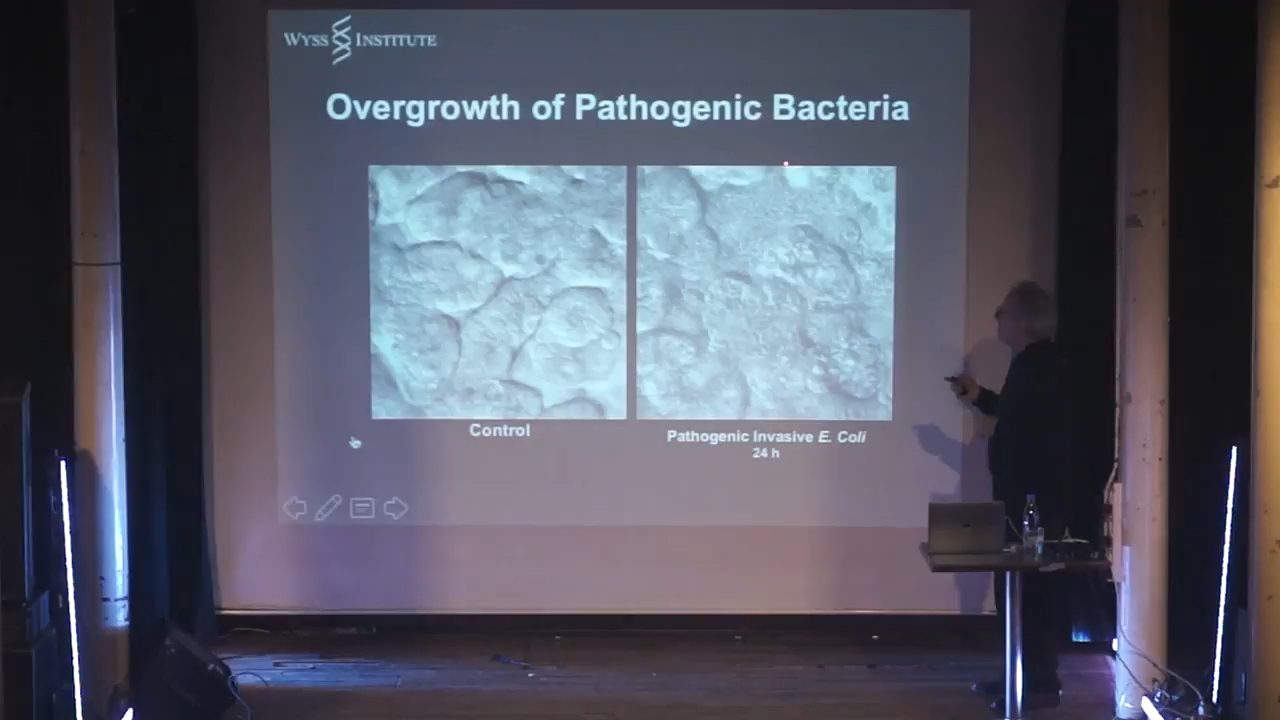 WYSS INSTITUTE
Overgrowth of Pathogenic Bacteria
Control
Pathogenic Invasive E. Coli
24 h